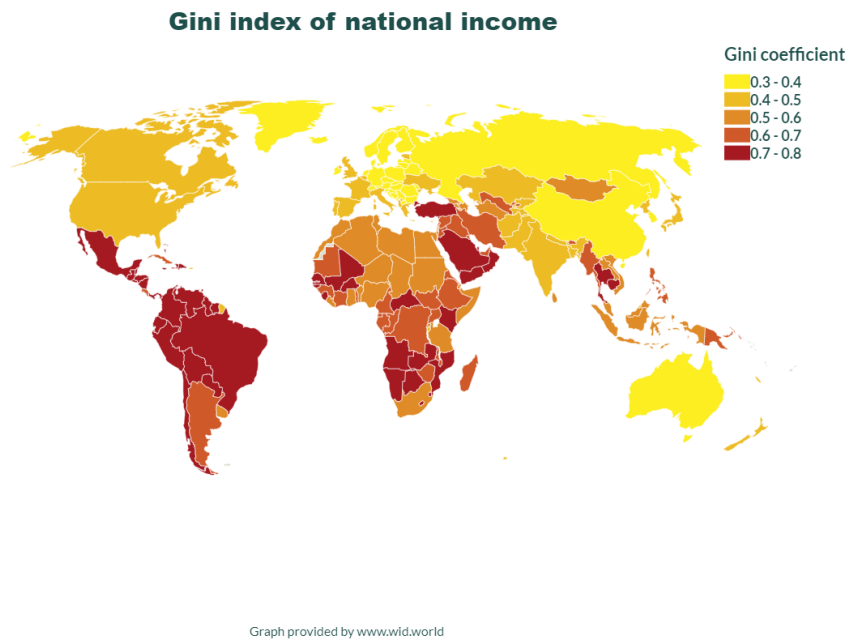 Gini index of national income
Gini coefficient
0.3 - 0.4
0.4 - 0.5
0.5 - 0.6
0.6 - 0.7
0.7 - 0.8
Graph provided by www.wid.world